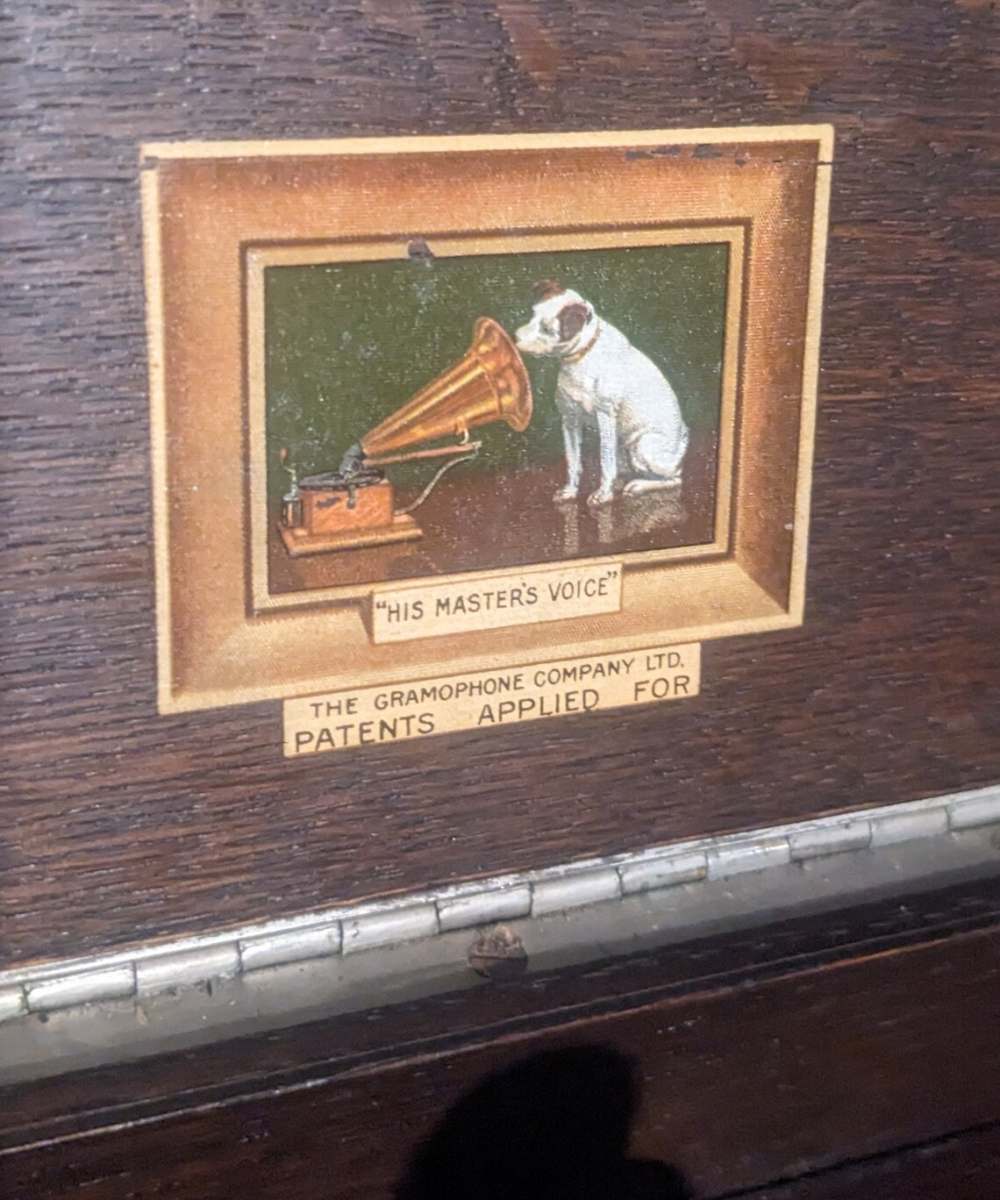 "HIS MASTER'S VOICE"
THE GRAMOPHONE COMPANY LTD.
PATENTS APPLIED FOR